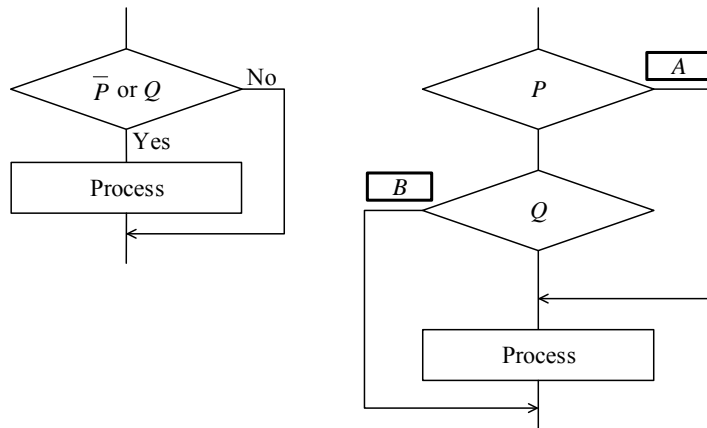 P̅ or Q
No
Yes
Process
P
A
B
Q
Process